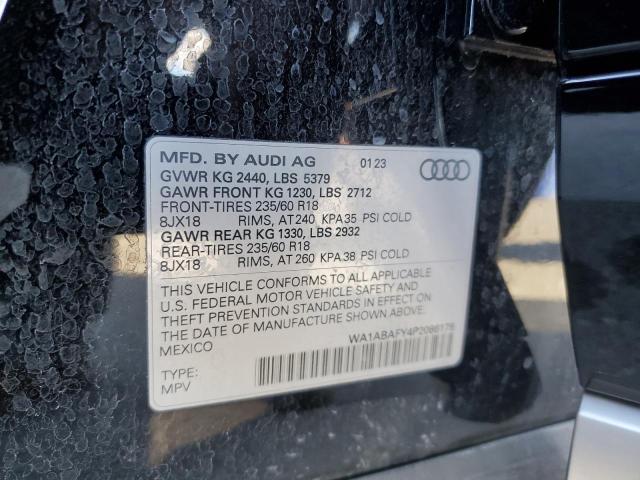 MFD. BY AUDI AG 01 23
GVWR KG 2440, LBS 5379
GAWR FRONT KG 1230, LBS 2712
FRONT-TIRES 235/60 R18
8JX18 RIMS, AT 240 KPA 35 PSI COLD
GAWR REAR KG 1330, LBS 2932
REAR-TIRES 235/60 R18
8JX18 RIMS, AT 260 KPA 38 PSI COLD
THIS VEHICLE CONFORMS TO ALL APPLICABLE
U.S. FEDERAL MOTOR VEHICLE SAFETY AND
THEFT PREVENTION STANDARDS IN EFFECT ON
THE DATE OF MANUFACTURE SHOWN ABOVE.
MEXICO
WA1ABAFY4P2086176
TYPE:
MPV